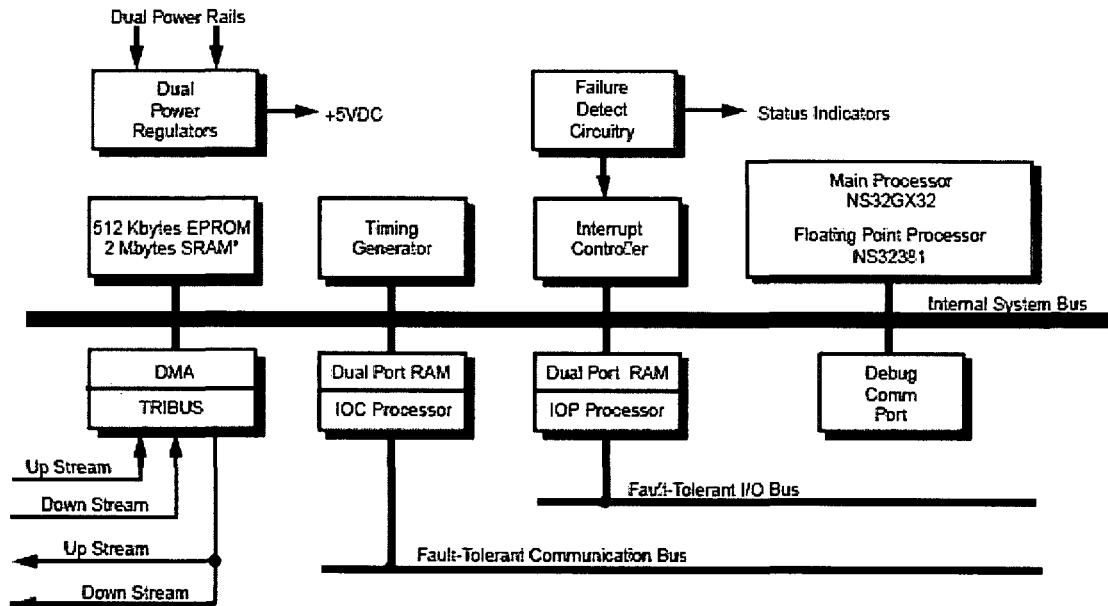 Dual Power Rails
Dual
Power
Regulators
+5VDC
Failure
Detect
Circuitry
Status Indicators
512 Kbytes EPROM
2 Mbytes SRAM*
Timing
Generator
Interrupt
Controller
Main Processor
NS32GX32
Floating Point Processor
NS32381
Internal System Bus
DMA
TRIBUS
Dual Port RAM
IOC Processor
Dual Port RAM
IOP Processor
Debug
Comm
Port
Up Stream
Down Stream
Up Stream
Down Stream
Fault-Tolerant I/O Bus
Fault-Tolerant Communication Bus